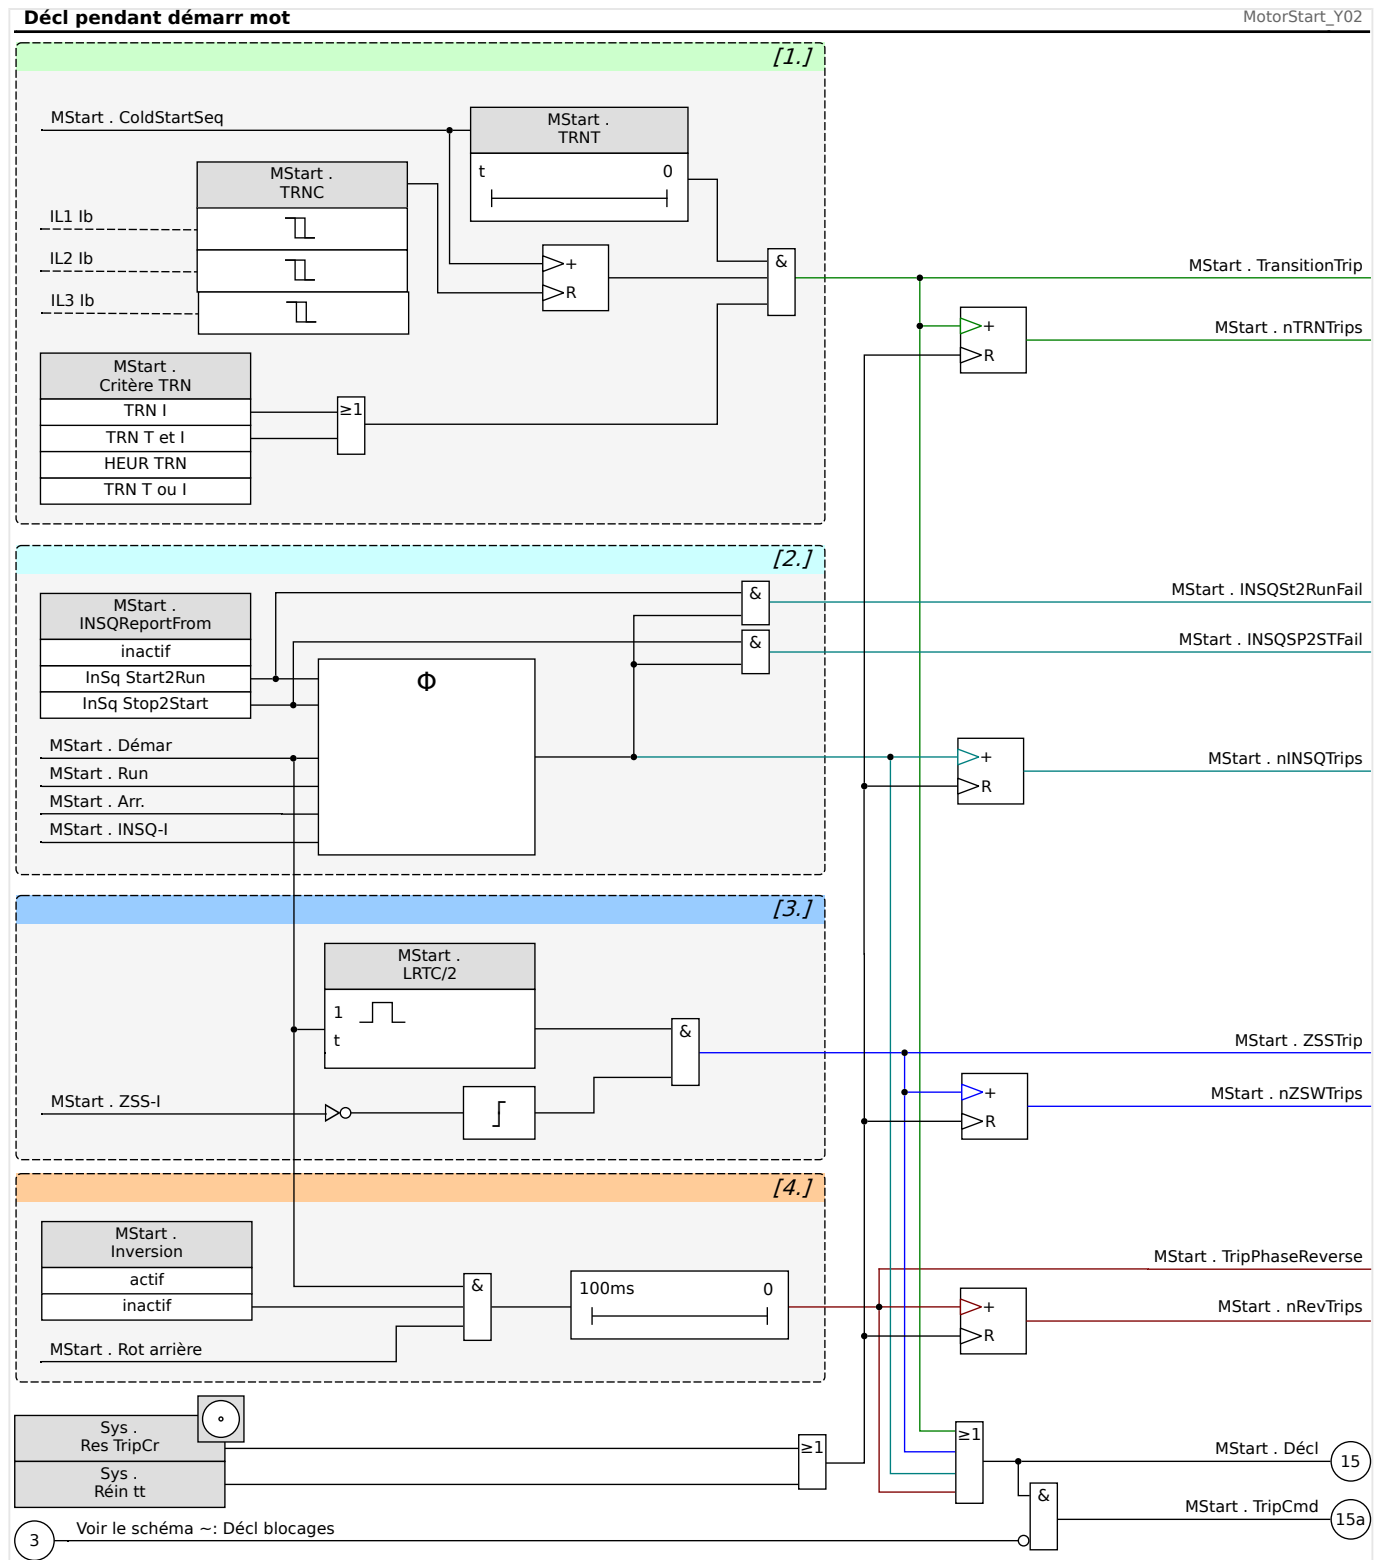 Décl pendant démarr mot
MotorStart_Y02
[1.]
MStart . ColdStartSeq
MStart .
TRNT
t
0
MStart .
TRNC
IL1 Ib
IL2 Ib
IL3 Ib
+
R
&
MStart . TransitionTrip
+
R
MStart . nTRNTrips
MStart .
Critère TRN
TRN I
TRN T et I
HEUR TRN
TRN T ou I
≥1
[2.]
MStart .
INSQReportFrom
inactif
InSq Start2Run
InSq Stop2Start
Φ
&
&
MStart . INSQSt2RunFail
MStart . INSQSP2STFail
MStart . Démar
MStart . Run
MStart . Arr.
MStart . INSQ-I
+
R
MStart . nINSQTrips
[3.]
MStart .
LRTC/2
1
t
&
MStart . ZSS-I
MStart . ZSSTrip
+
R
MStart . nZSWTrips
[4.]
MStart .
Inversion
actif
inactif
MStart . Rot arrière
&
100ms
0
MStart . TripPhaseReverse
+
R
MStart . nRevTrips
Sys .
Res TripCr
Sys .
Réin tt
≥1
≥1
MStart . Décl
15
&
MStart . TripCmd
15a
3
Voir le schéma ~: Décl blocages